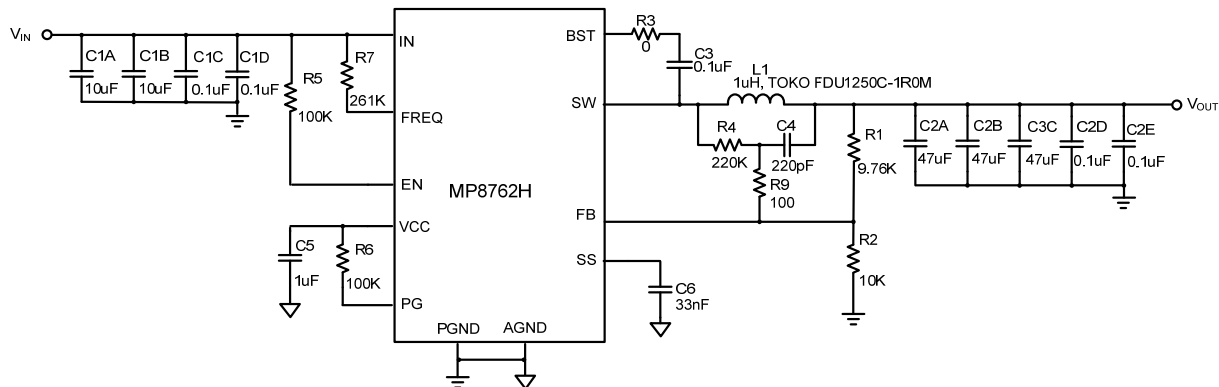 VIN
C1A
10uF
C1B
10uF
C1C
0.1uF
C1D
0.1uF
R5
100K
R7
261K
IN
FREQ
EN
VCC
PG
PGND
AGND
MP8762H
BST
SW
FB
SS
C5
1uF
R6
100K
R3
0
C3
0.1uF
L1
1uH, TOKO FDU1250C-1R0M
R4
220K
C4
220pF
R9
100
R1
9.76K
R2
10K
C6
33nF
C2A
47uF
C2B
47uF
C3C
47uF
C2D
0.1uF
C2E
0.1uF
VOUT